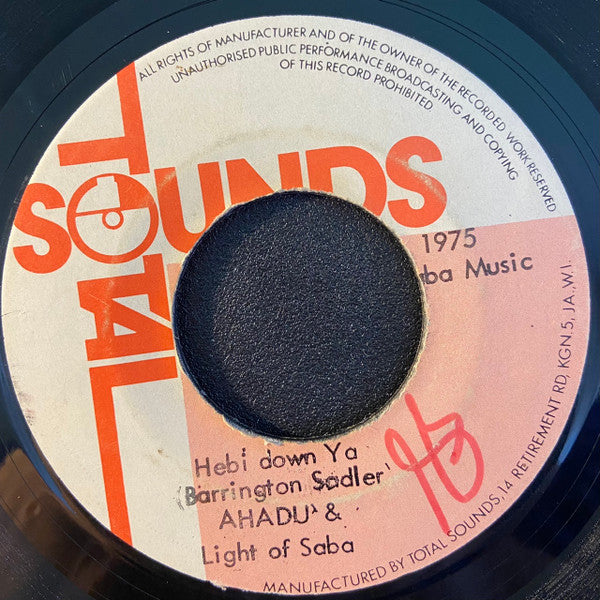 ALL RIGHTS OF MANUFACTURER AND OF THE OWNER OF THE RECORDED WORK RESERVED
UNAUTHORISED PUBLIC PERFORMANCE BROADCASTING AND COPYING
OF THIS RECORD PROHIBITED
TOTAL
SOUNDS
1975
ba Music
Hebi down Ya
'Barrington Sadler'
AHADU' &
Light of Saba
MANUFACTURED BY TOTAL SOUNDS, 14 RETIREMENT RD, KGN.5, JA.,W.I.